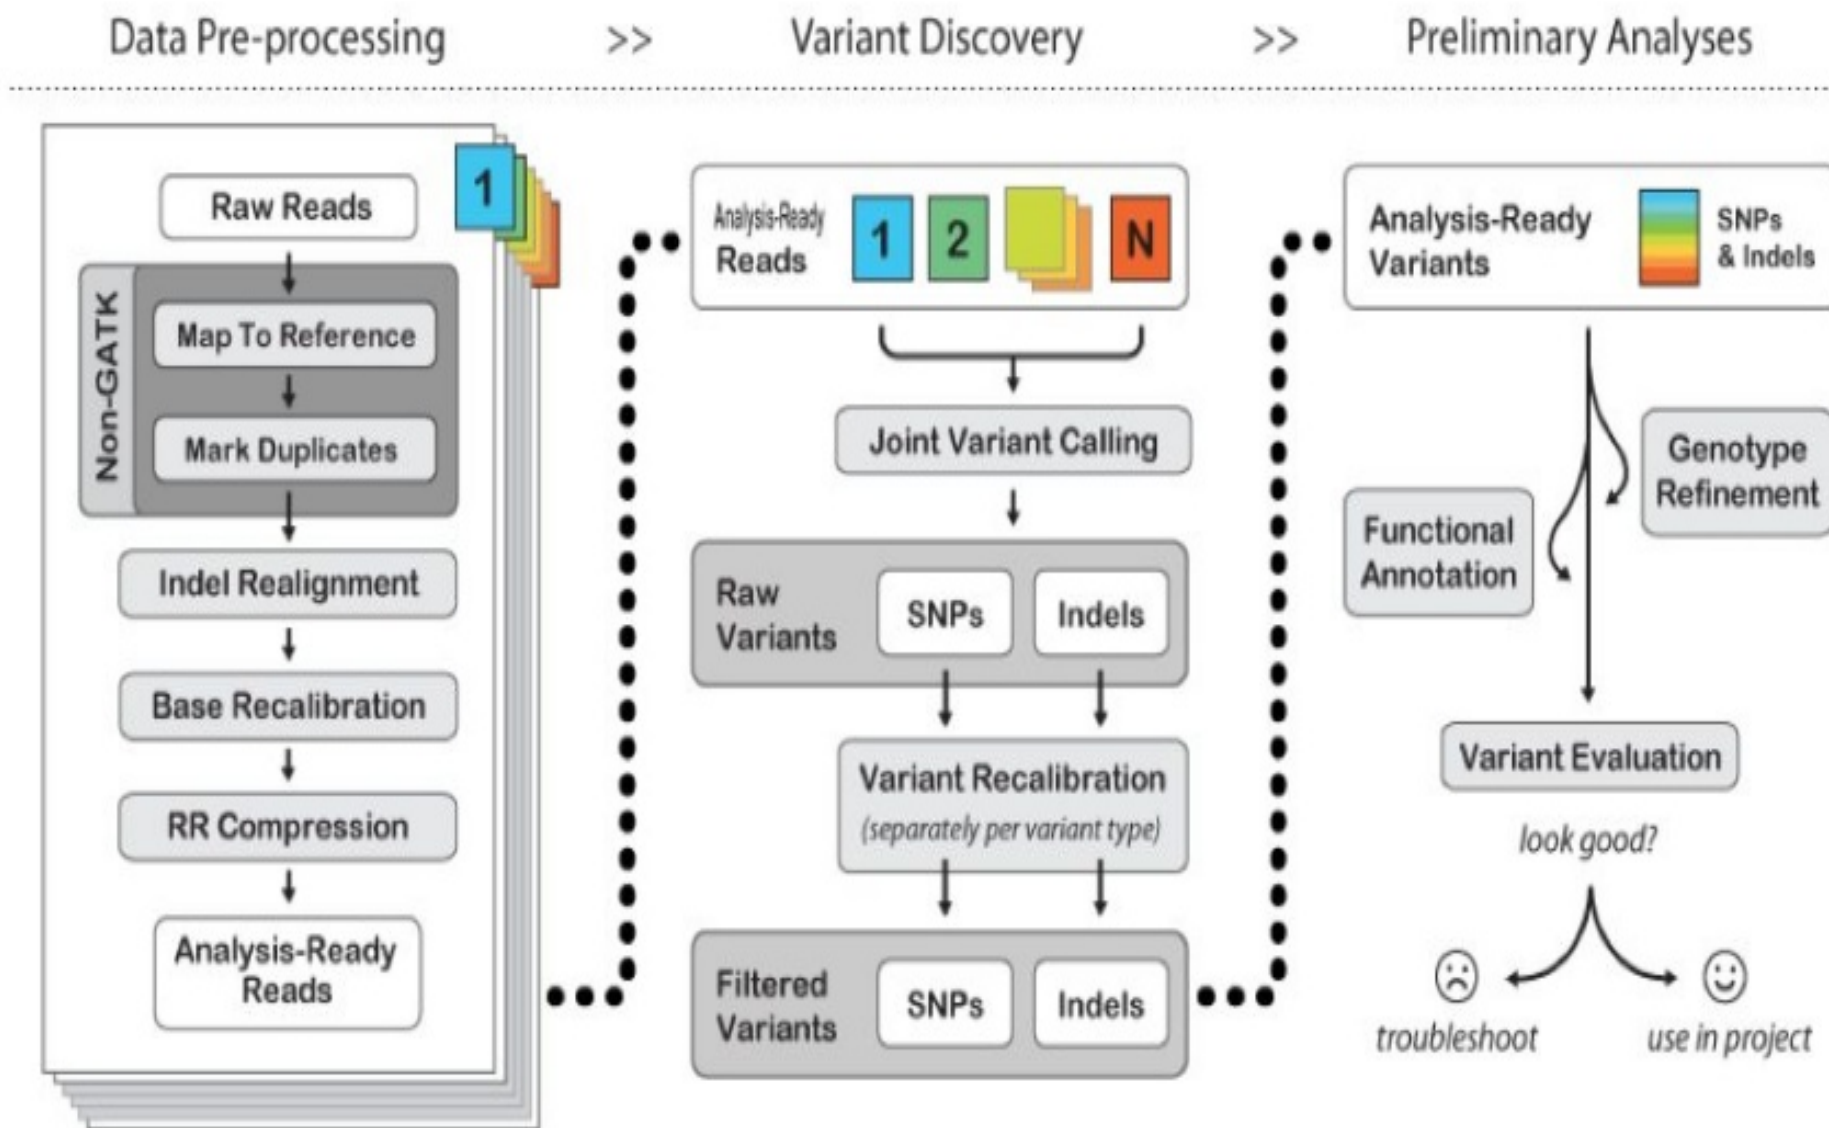 Data Pre-processing >> Variant Discovery >> Preliminary Analyses
1
Raw Reads
Non-GATK
Map To Reference
Mark Duplicates
Indel Realignment
Base Recalibration
RR Compression
Analysis-Ready
Reads
Analysis-Ready
Reads
1 2 N
Joint Variant Calling
Raw
Variants
SNPs Indels
Variant Recalibration
(separately per variant type)
Filtered
Variants
SNPs Indels
Analysis-Ready
Variants
SNPs
& Indels
Genotype
Refinement
Functional
Annotation
Variant Evaluation
look good?
troubleshoot
use in project